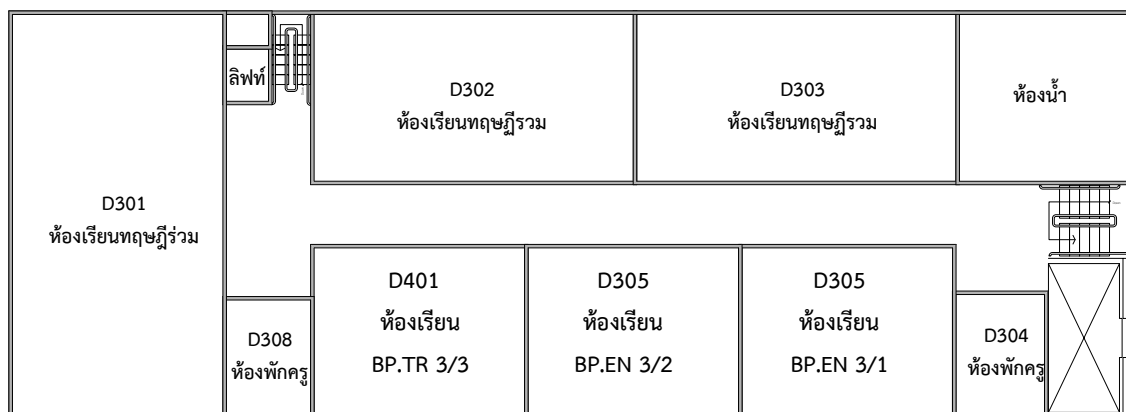 ลิฟท์
D302
ห้องเรียนทฤษฏีรวม
D303
ห้องเรียนทฤษฏีรวม
ห้องน้ำ
D301
ห้องเรียนทฤษฎีร่วม
D401
ห้องเรียน
BP.TR 3/3
D305
ห้องเรียน
BP.EN 3/2
D305
ห้องเรียน
BP.EN 3/1
D308
ห้องพักครู
D304
ห้องพักครู